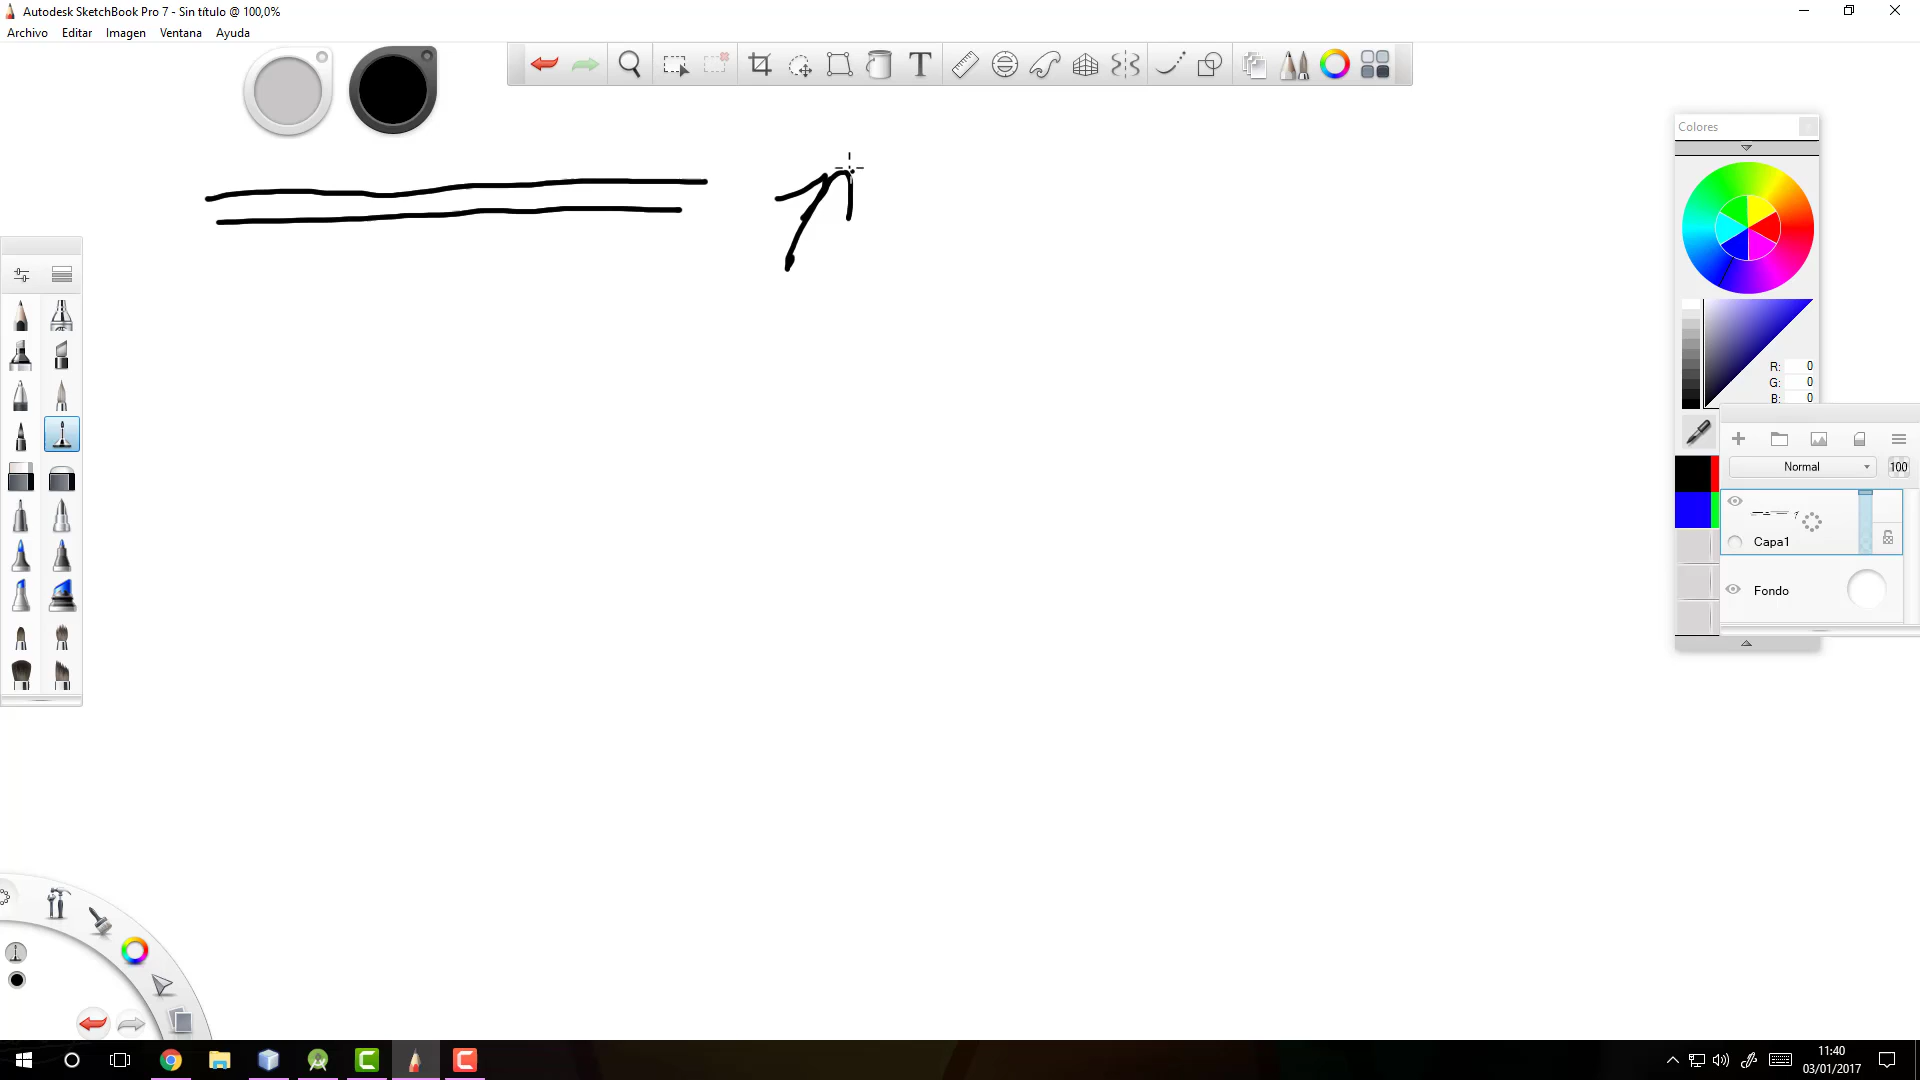 Autodesk SketchBook Pro 7 - Sin título @ 100,0%
Archivo Editar Imagen Ventana Ayuda
T
Colores
R: 0
G: 0
B: 0
Normal 100
Capa1
Fondo
11:40
03/01/2017